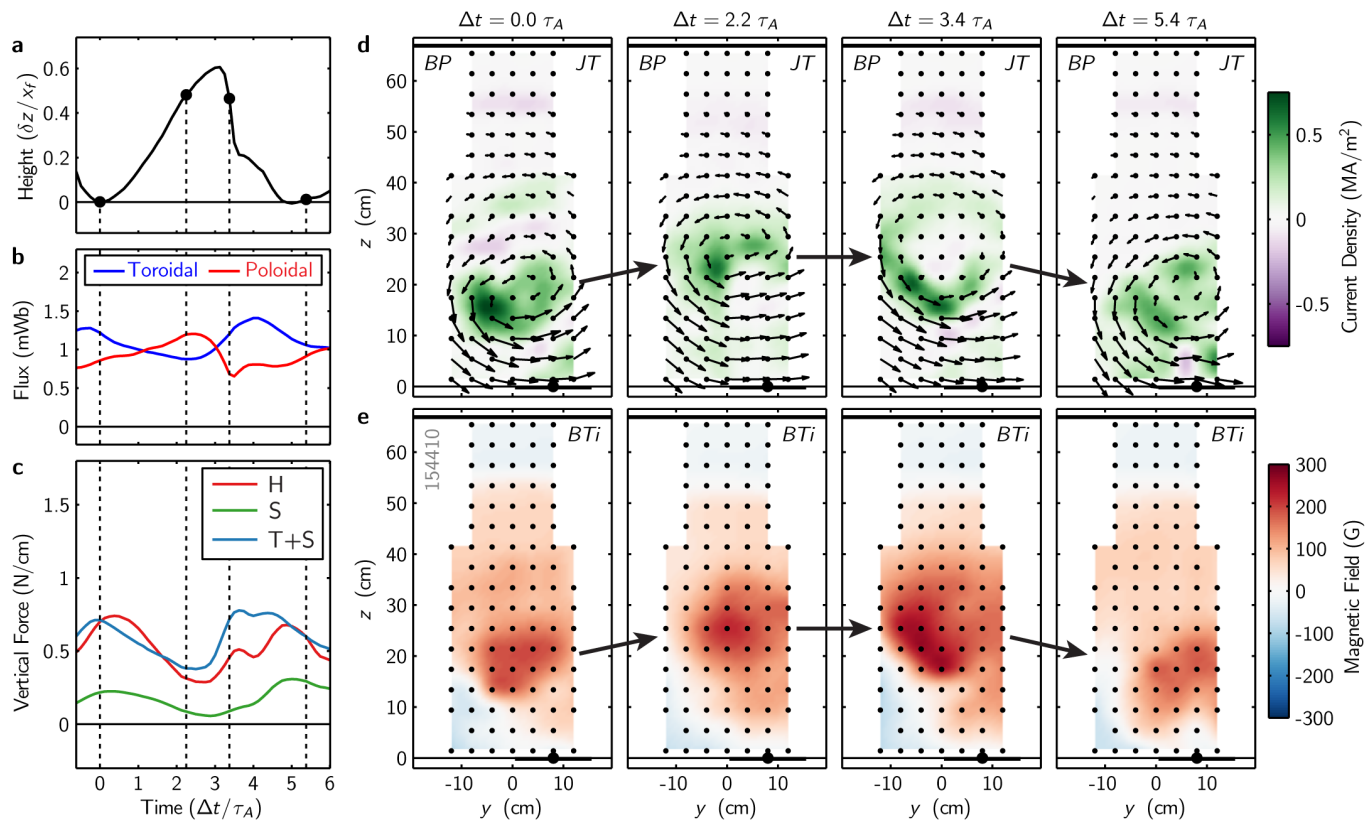 a
Height (δz/x_f)
0.6
0.4
0.2
0
b
Toroidal
Poloidal
Flux (mWb)
2
1.5
1
0.5
0
c
H
S
T+S
Vertical Force (N/cm)
1.5
1
0.5
0
0 1 2 3 4 5 6
Time (Δt/τ_A)
d
Δt = 0.0 τ_A
Δt = 2.2 τ_A
Δt = 3.4 τ_A
Δt = 5.4 τ_A
BP JT
BP JT
BP JT
BP JT
z (cm)
60
50
40
30
20
10
0
0.5
0
-0.5
Current Density (MA/m²)
e
154410
BTi
BTi
BTi
BTi
z (cm)
60
50
40
30
20
10
0
-10 0 10
-10 0 10
-10 0 10
-10 0 10
y (cm)
y (cm)
y (cm)
y (cm)
300
200
100
0
-100
-200
-300
Magnetic Field (G)